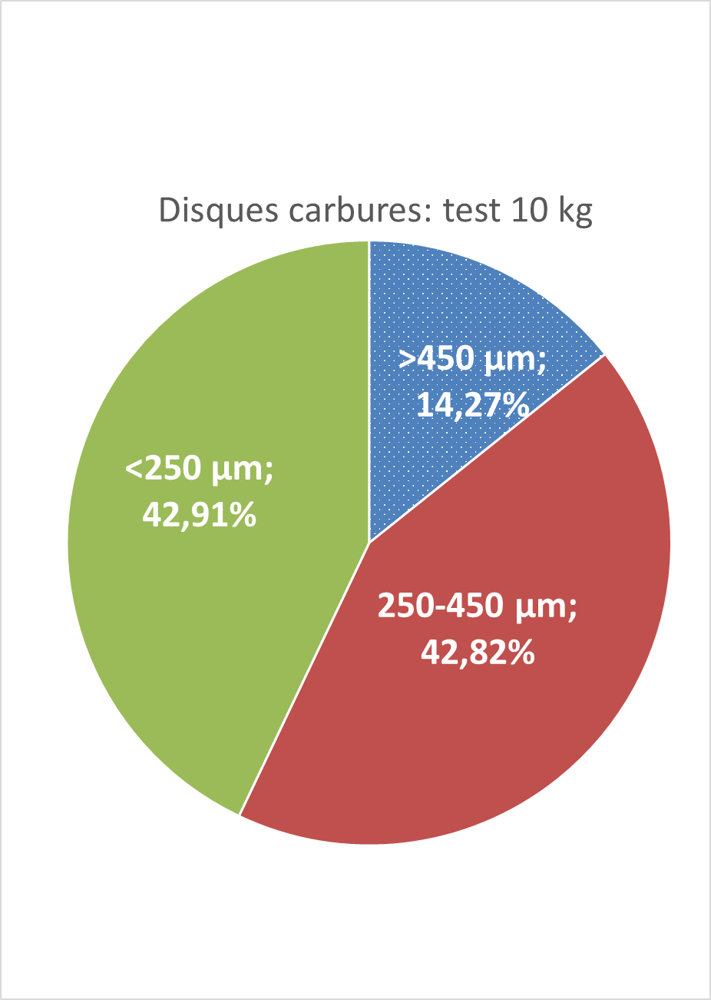 Disques carbures: test 10 kg
>450 µm;
14,27%
<250 µm;
42,91%
250-450 µm;
42,82%